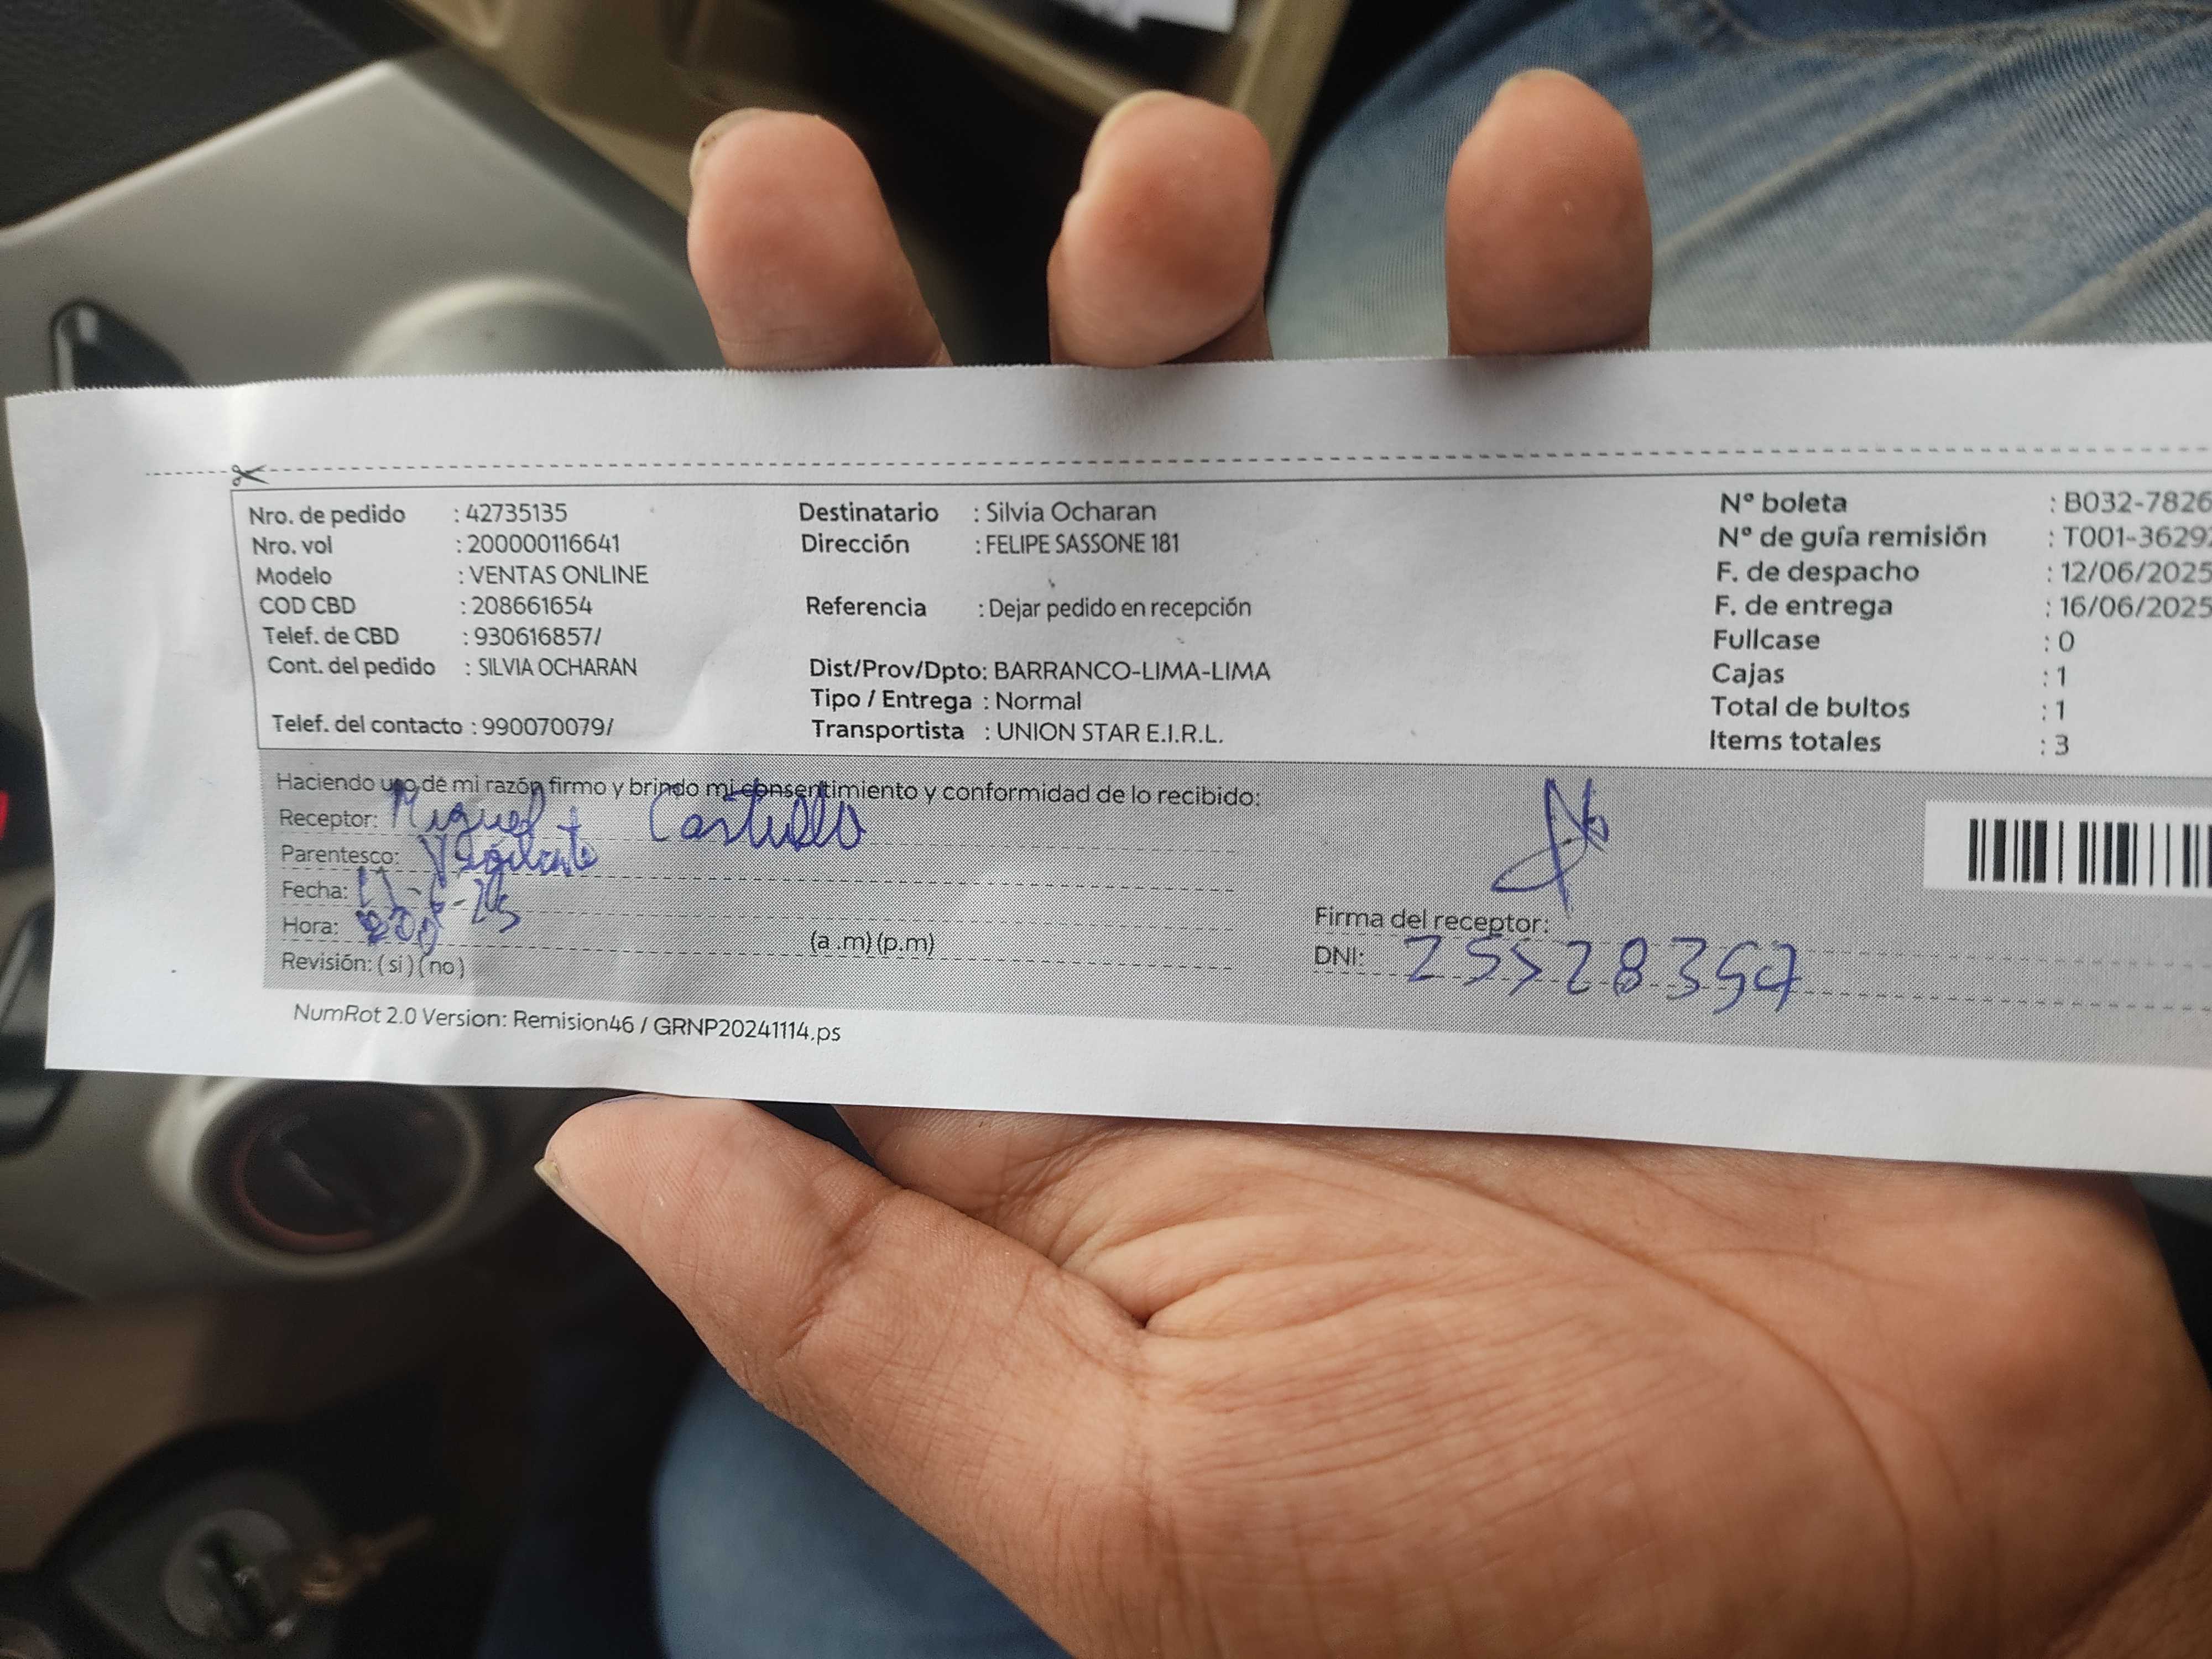 Nro. de pedido : 42735135
Nro. vol : 200000116641
Modelo : VENTAS ONLINE
COD CBD : 208661654
Telef. de CBD : 930616857/
Cont. del pedido : SILVIA OCHARAN
Telef. del contacto : 990070079/
Destinatario : Silvia Ocharan
Dirección : FELIPE SASSONE 181
Referencia : Dejar pedido en recepción
Dist/Prov/Dpto: BARRANCO-LIMA-LIMA
Tipo / Entrega : Normal
Transportista : UNION STAR E.I.R.L.
N° boleta : B032-7826
N° de guía remisión : T001-3629
F. de despacho : 12/06/2025
F. de entrega : 16/06/2025
Fullcase : 0
Cajas : 1
Total de bultos : 1
Items totales : 3
Haciendo uso de mi razón firmo y brindo mi consentimiento y conformidad de lo recibido:
Receptor: Miguel Castillo
Parentesco: Vigilante
Fecha:
Hora: (a .m) (p.m)
Revisión: ( si ) ( no )
Firma del receptor:
DNI:
NumRot 2.0 Version: Remision46 / GRNP20241114.ps